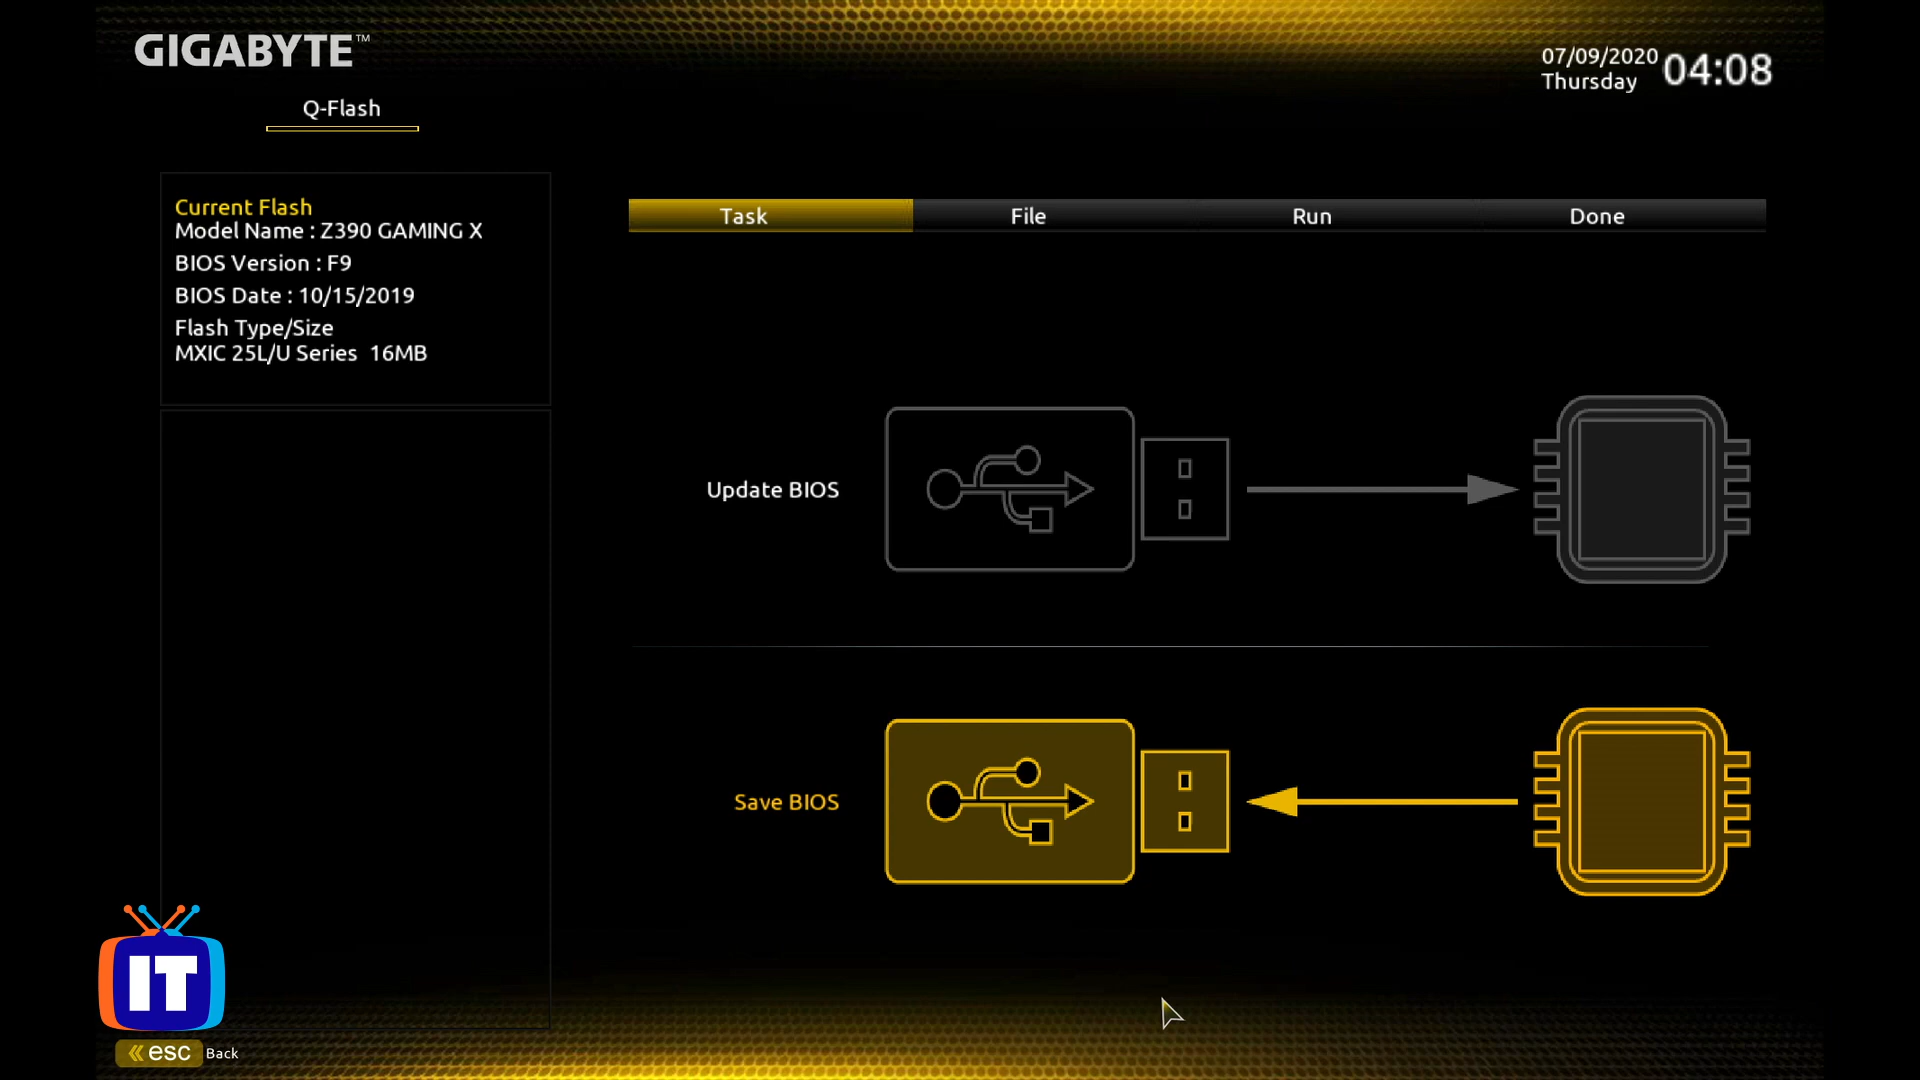 GIGABYTE™
07/09/2020
Thursday
04:08
Q-Flash
Current Flash
Model Name : Z390 GAMING X
BIOS Version : F9
BIOS Date : 10/15/2019
Flash Type/Size
MXIC 25L/U Series  16MB
Task
File
Run
Done
Update BIOS
Save BIOS
IT
esc Back